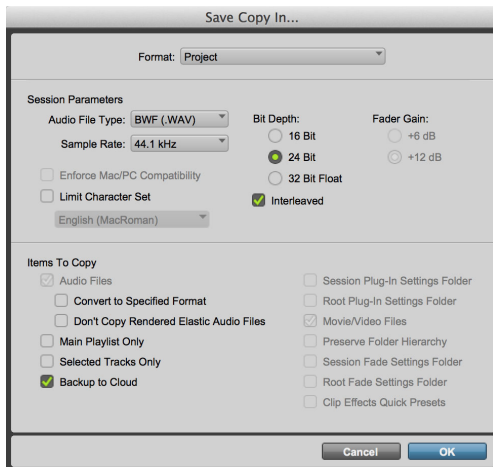 Save Copy In...
Format: Project
Session Parameters
Audio File Type: BWF (.WAV)
Sample Rate: 44.1 kHz
Enforce Mac/PC Compatibility
Limit Character Set
English (MacRoman)
Bit Depth:
16 Bit
24 Bit
32 Bit Float
Interleaved
Fader Gain:
+6 dB
+12 dB
Items To Copy
Audio Files
Convert to Specified Format
Don't Copy Rendered Elastic Audio Files
Main Playlist Only
Selected Tracks Only
Backup to Cloud
Session Plug-In Settings Folder
Root Plug-In Settings Folder
Movie/Video Files
Preserve Folder Hierarchy
Session Fade Settings Folder
Root Fade Settings Folder
Clip Effects Quick Presets
Cancel
OK